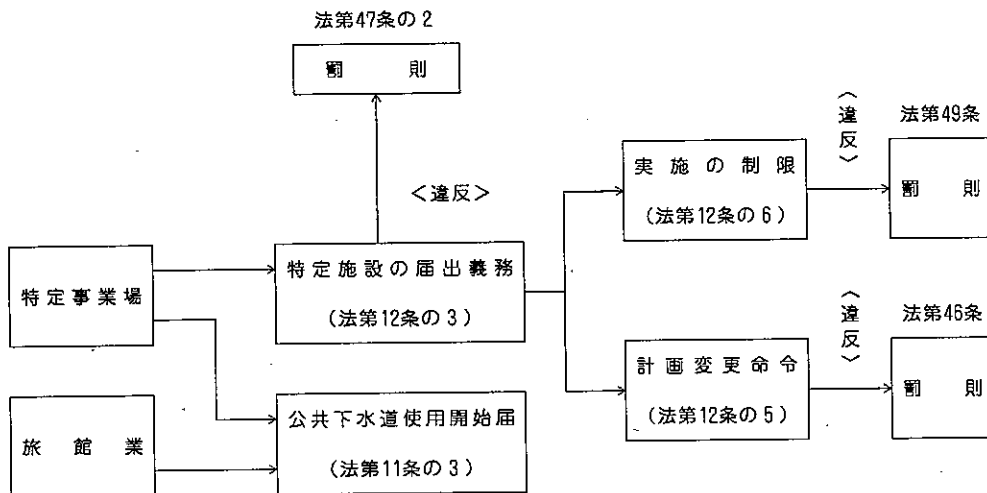 法第47条の2
罰則
<違反>
特定事業場
特定施設の届出義務
(法第12条の3)
旅館業
公共下水道使用開始届
(法第11条の3)
実施の制限
(法第12条の6)
<違反>
法第49条
罰則
計画変更命令
(法第12条の5)
<違反>
法第46条
罰則